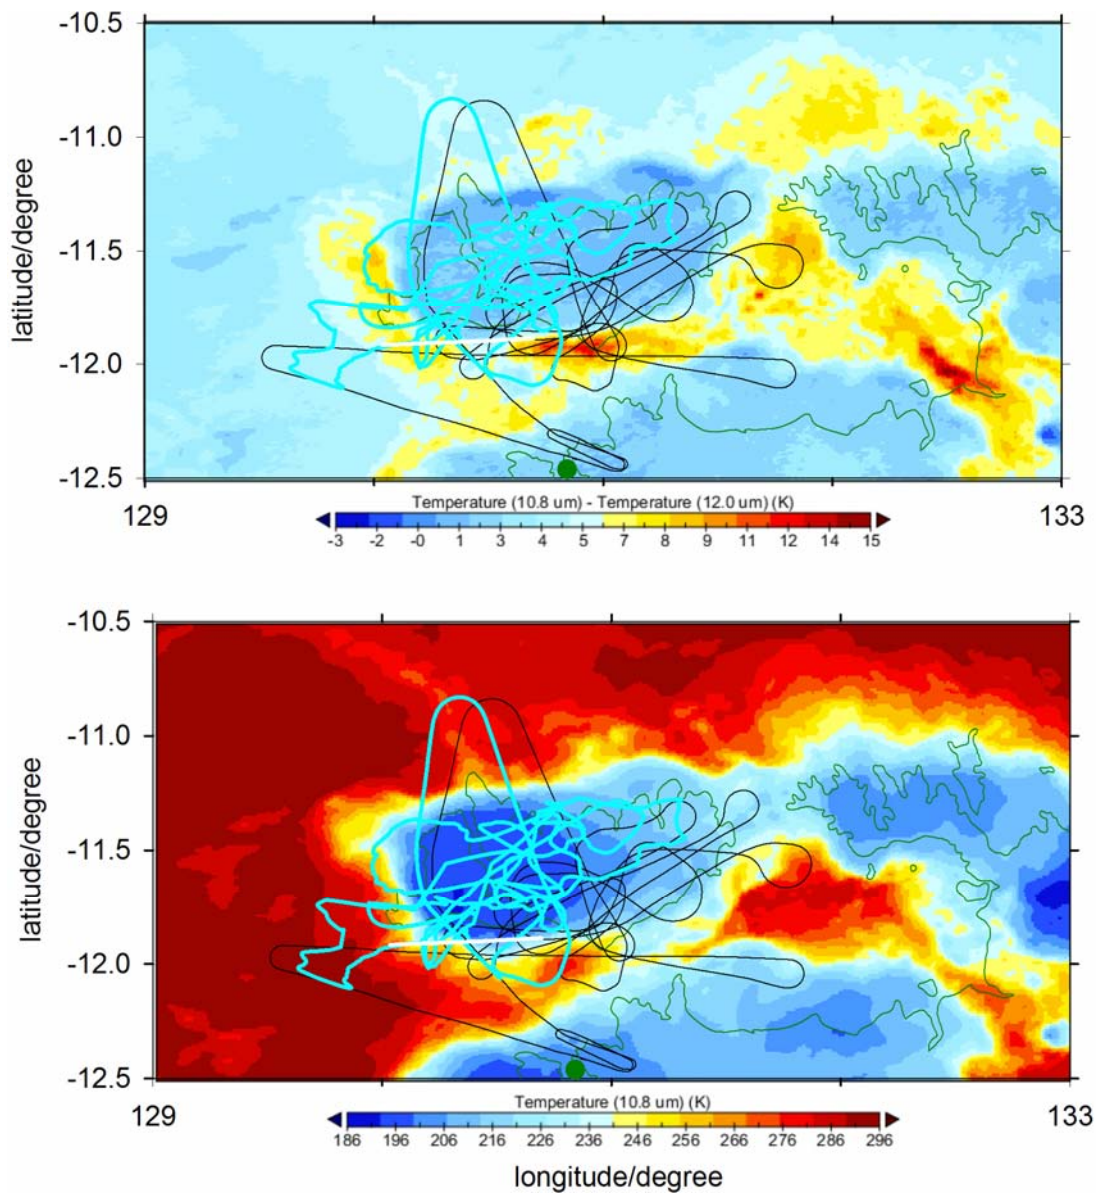 -10.5
-11.0
-11.5
-12.0
-12.5
latitude/degree
129
133
Temperature (10.8 um) - Temperature (12.0 um) (K)
-3 -2 -0 1 3 4 5 7 8 9 11 12 14 15
-10.5
-11.0
-11.5
-12.0
-12.5
latitude/degree
129
133
Temperature (10.8 um) (K)
186 196 206 216 226 236 246 256 266 276 286 296
longitude/degree